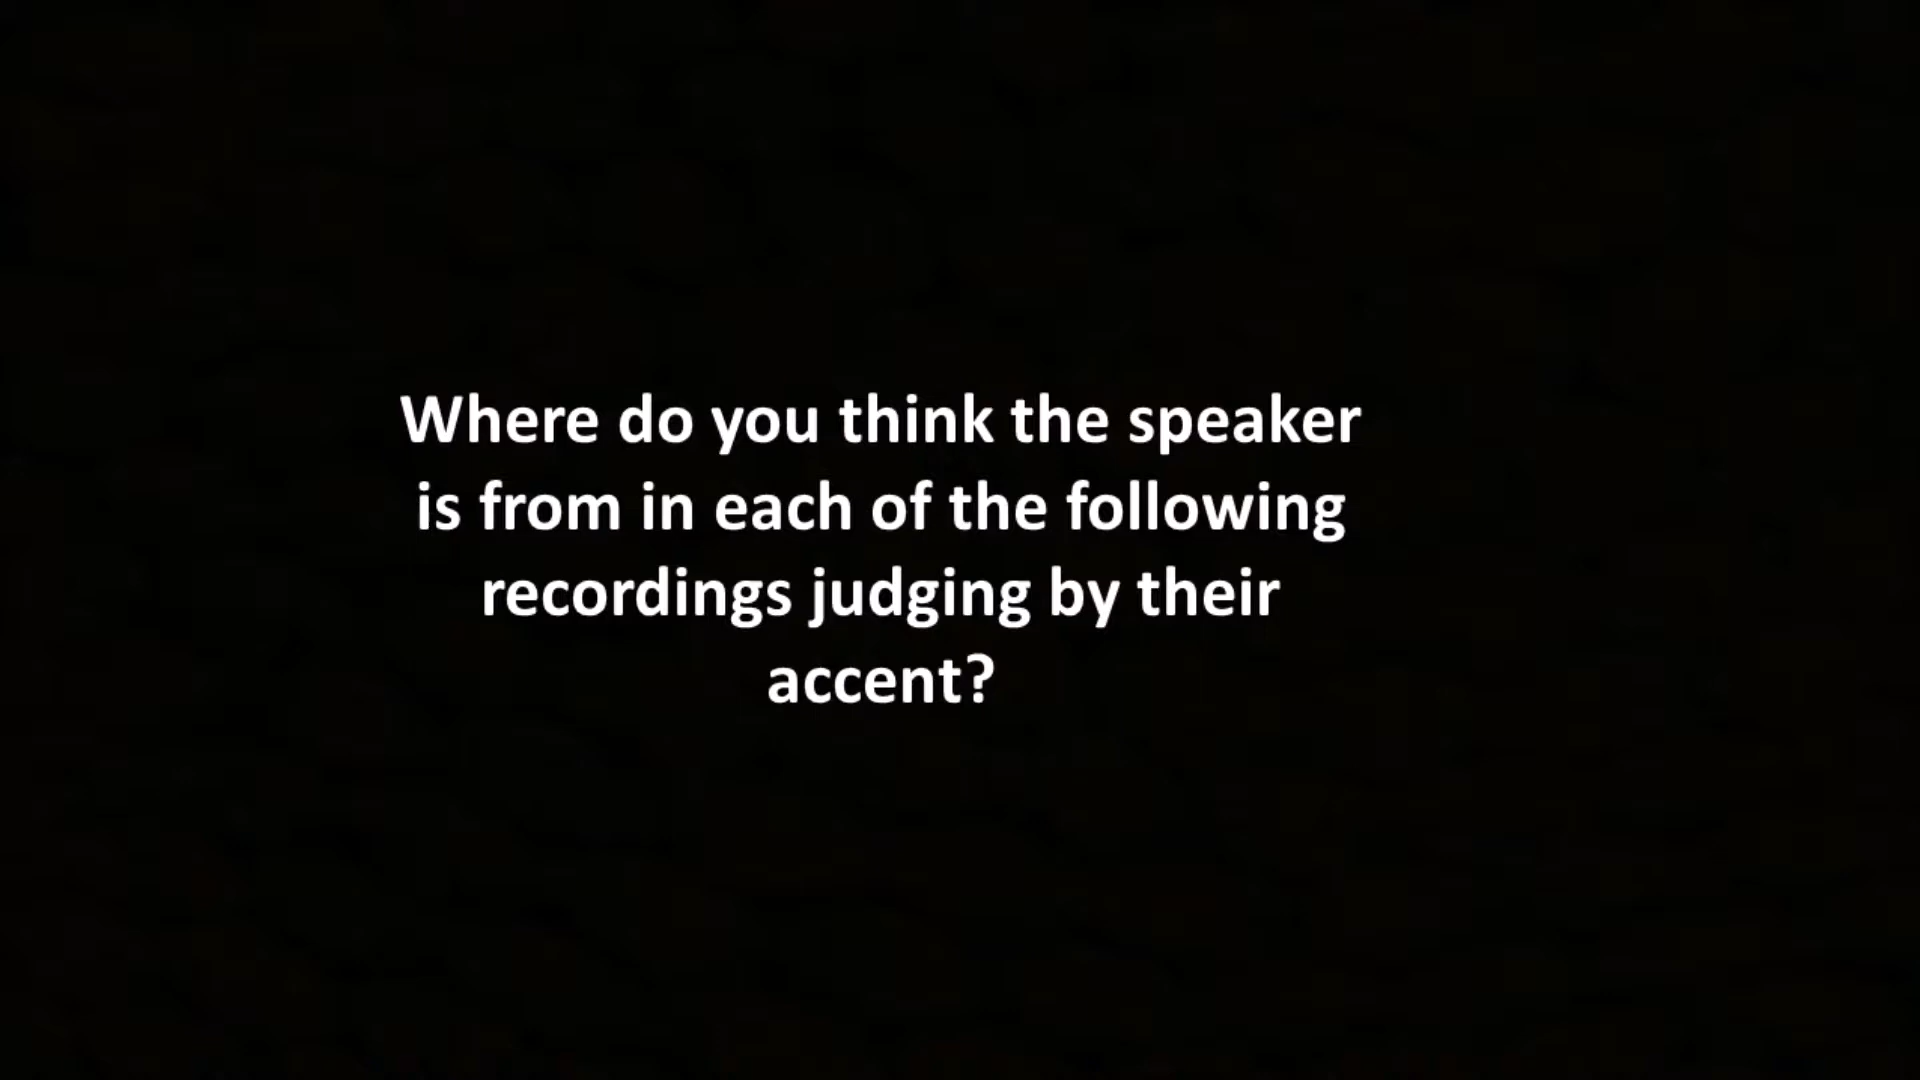 Where do you think the speaker
is from in each of the following
recordings judging by their
accent?